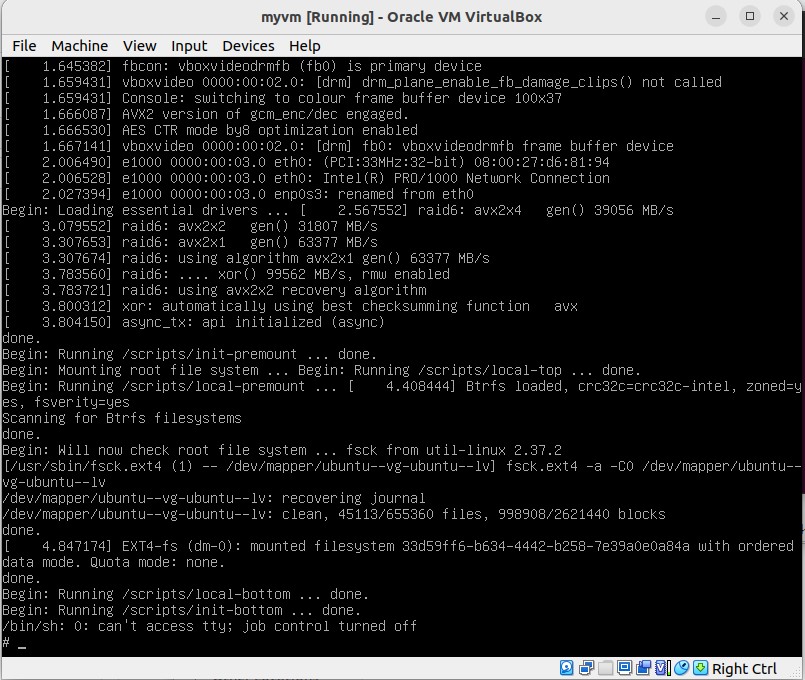 myvm [Running] - Oracle VM VirtualBox
File Machine View Input Devices Help
[    1.645382] fbcon: vboxvideodrmfb (fb0) is primary device
[    1.659431] vboxvideo 0000:00:02.0: [drm] drm_plane_enable_fb_damage_clips() not called
[    1.659431] Console: switching to colour frame buffer device 100x37
[    1.666087] AVX2 version of gcm_enc/dec engaged.
[    1.666530] AES CTR mode by8 optimization enabled
[    1.667141] vboxvideo 0000:00:02.0: [drm] fb0: vboxvideodrmfb frame buffer device
[    2.006490] e1000 0000:00:03.0 eth0: (PCI:33MHz:32-bit) 08:00:27:d6:81:94
[    2.006528] e1000 0000:00:03.0 eth0: Intel(R) PRO/1000 Network Connection
[    2.027394] e1000 0000:00:03.0 enp0s3: renamed from eth0
Begin: Loading essential drivers ... [    2.567552] raid6: avx2x4   gen() 39056 MB/s
[    3.079552] raid6: avx2x2   gen() 31807 MB/s
[    3.307653] raid6: avx2x1   gen() 63377 MB/s
[    3.307674] raid6: using algorithm avx2x1 gen() 63377 MB/s
[    3.783560] raid6: .... xor() 99562 MB/s, rmw enabled
[    3.783721] raid6: using avx2x2 recovery algorithm
[    3.800312] xor: automatically using best checksumming function   avx
[    3.804150] async_tx: api initialized (async)
done.
Begin: Running /scripts/init-premount ... done.
Begin: Mounting root file system ... Begin: Running /scripts/local-top ... done.
Begin: Running /scripts/local-premount ... [    4.408444] Btrfs loaded, crc32c=crc32c-intel, zoned=y
es, fsverity=yes
Scanning for Btrfs filesystems
done.
Begin: Will now check root file system ... fsck from util-linux 2.37.2
[/usr/sbin/fsck.ext4 (1) -- /dev/mapper/ubuntu--vg-ubuntu--lv] fsck.ext4 -a -C0 /dev/mapper/ubuntu--
vg-ubuntu--lv
/dev/mapper/ubuntu--vg-ubuntu--lv: recovering journal
/dev/mapper/ubuntu--vg-ubuntu--lv: clean, 45113/655360 files, 998908/2621440 blocks
done.
[    4.847174] EXT4-fs (dm-0): mounted filesystem 33d59ff6-b634-4442-b258-7e39a0e0a84a with ordered
data mode. Quota mode: none.
done.
Begin: Running /scripts/local-bottom ... done.
Begin: Running /scripts/init-bottom ... done.
/bin/sh: 0: can't access tty; job control turned off
# _
Right Ctrl